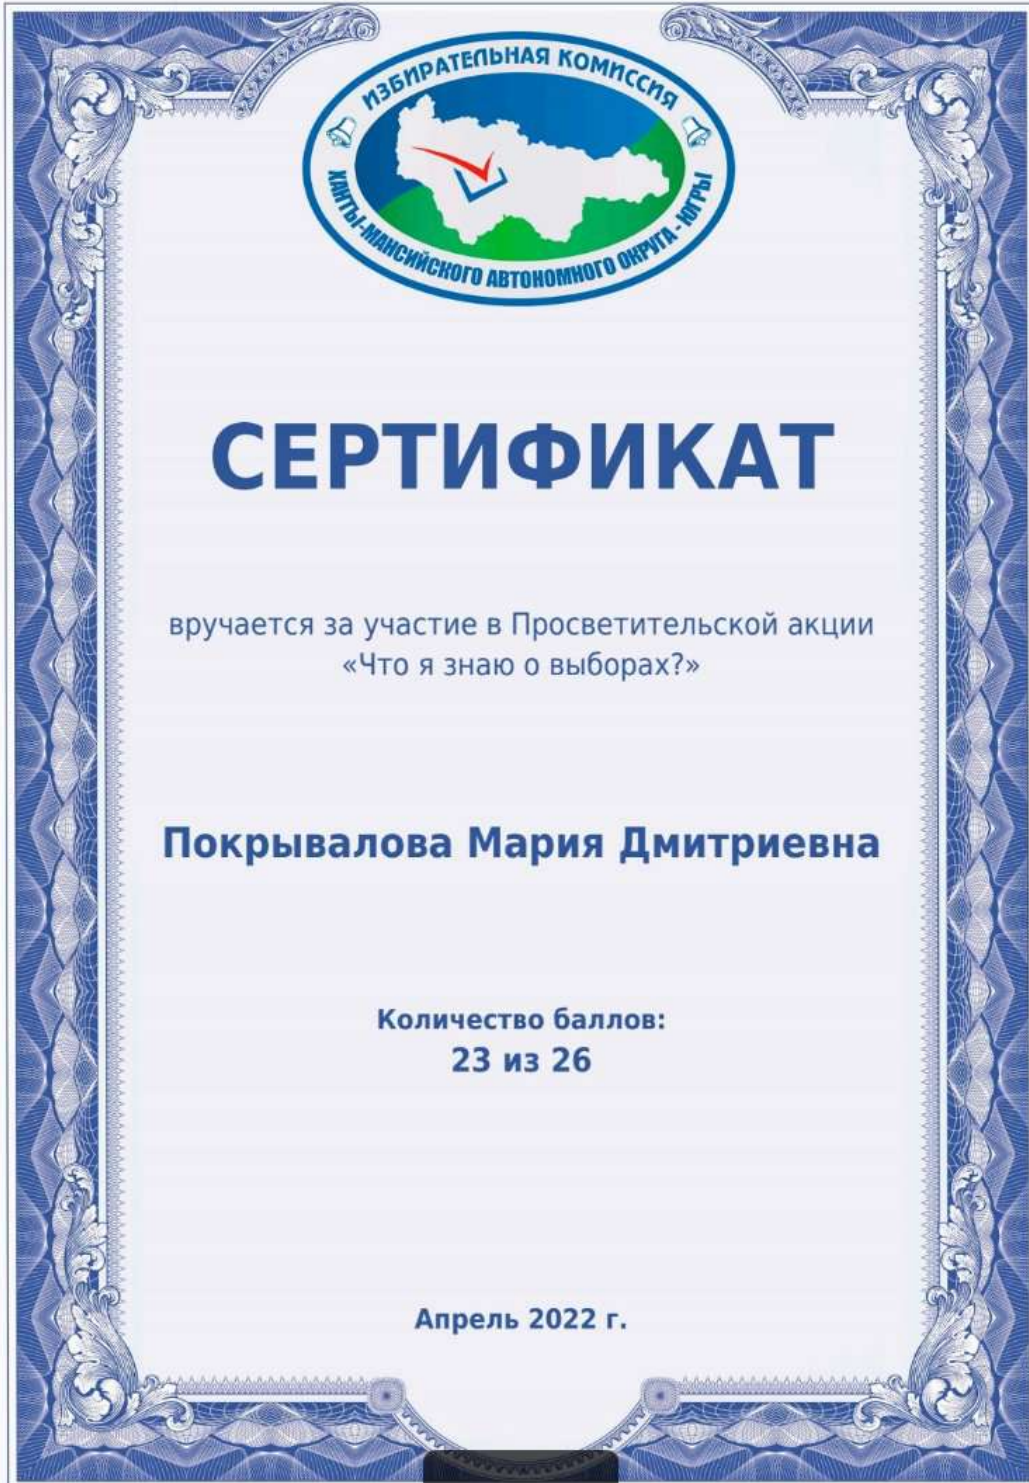 ИЗБИРАТЕЛЬНАЯ КОМИССИЯ
ХАНТЫ-МАНСИЙСКОГО АВТОНОМНОГО ОКРУГА - ЮГРЫ
СЕРТИФИКАТ
вручается за участие в Просветительской акции
«Что я знаю о выборах?»
Покрывалова Мария Дмитриевна
Количество баллов:
23 из 26
Апрель 2022 г.